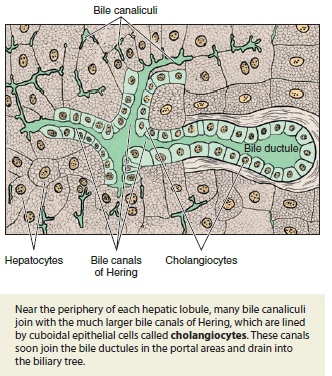 Bile canaliculi
Bile ductule
Hepatocytes
Bile canals
of Hering
Cholangiocytes
Near the periphery of each hepatic lobule, many bile canaliculi
join with the much larger bile canals of Hering, which are lined
by cuboidal epithelial cells called cholangiocytes. These canals
soon join the bile ductules in the portal areas and drain into
the biliary tree.